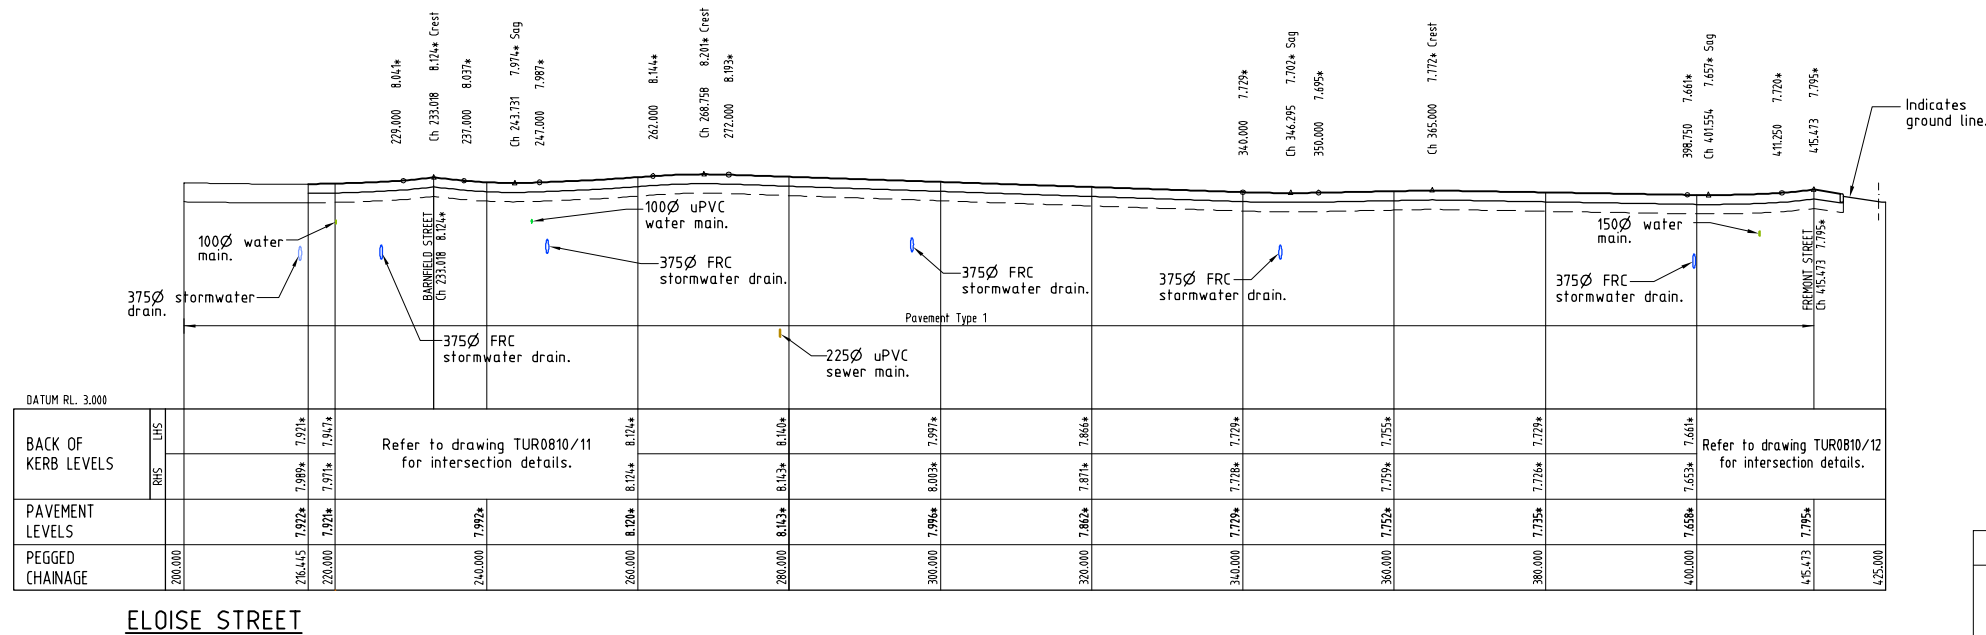 229.000 8.041*
Ch 233.018 8.124* Crest
237.000 8.037*
Ch 243.731 7.974* Sag
247.000 7.987*
262.000 8.144*
Ch 268.758 8.201* Crest
272.000 8.193*
340.000 7.729*
Ch 346.295 7.702* Sag
350.000 7.695*
Ch 365.000 7.772* Crest
398.750 7.661*
Ch 401.554 7.657* Sag
411.250 7.720*
415.473 7.795*
Indicates
ground line.
100Ø water
main.
375Ø stormwater
drain.
BARNFIELD STREET
Ch 233.018 8.124*
375Ø FRC
stormwater drain.
100Ø uPVC
water main.
375Ø FRC
stormwater drain.
225Ø uPVC
sewer main.
375Ø FRC
stormwater drain.
Pavement Type 1
375Ø FRC
stormwater drain.
150Ø water
main.
375Ø FRC
stormwater drain.
FREMONT STREET
Ch 415.473 7.795*
DATUM RL. 3.000
BACK OF
KERB LEVELS
LHS
7.921* 7.947* 8.124* 8.140* 7.997* 7.866* 7.729* 7.755* 7.729* 7.661*
RHS
7.989* 7.971* 8.124* 8.143* 8.003* 7.871* 7.728* 7.759* 7.726* 7.653*
Refer to drawing TUR0810/11
for intersection details.
Refer to drawing TUR0810/12
for intersection details.
PAVEMENT
LEVELS
7.922* 7.921* 7.992* 8.120* 8.143* 7.996* 7.862* 7.729* 7.752* 7.735* 7.658* 7.795*
PEGGED
CHAINAGE
200.000 216.445 220.000 240.000 260.000 280.000 300.000 320.000 340.000 360.000 380.000 400.000 415.473 425.000
ELOISE STREET